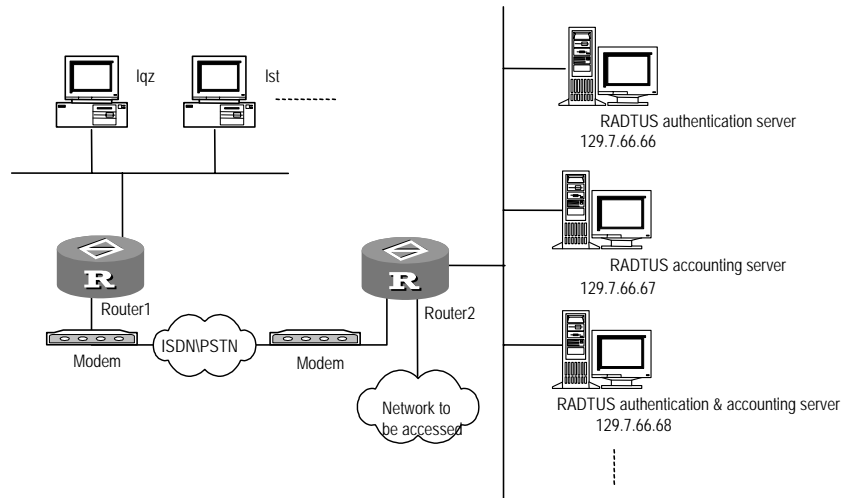 lqz
lst
RADTUS authentication server
129.7.66.66
R
Router1
R
Router2
RADTUS accounting server
129.7.66.67
Modem
ISDN\PSTN
Modem
Network to
be accessed
RADTUS authentication & accounting server
129.7.66.68